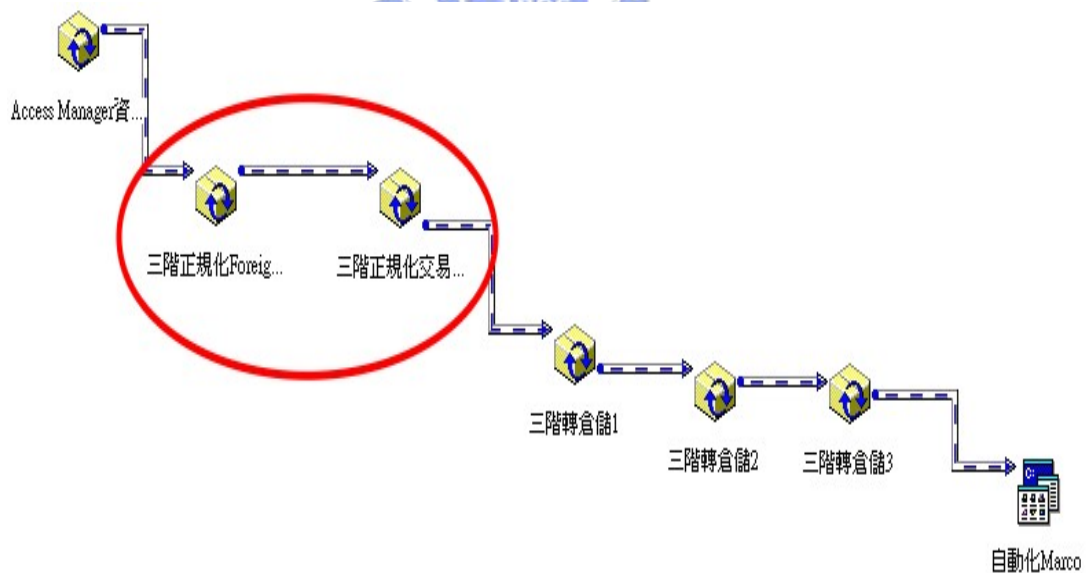 Access Manager資...
三階正規化Foreig...
三階正規化交易...
三階轉倉儲1
三階轉倉儲2
三階轉倉儲3
自動化Marco